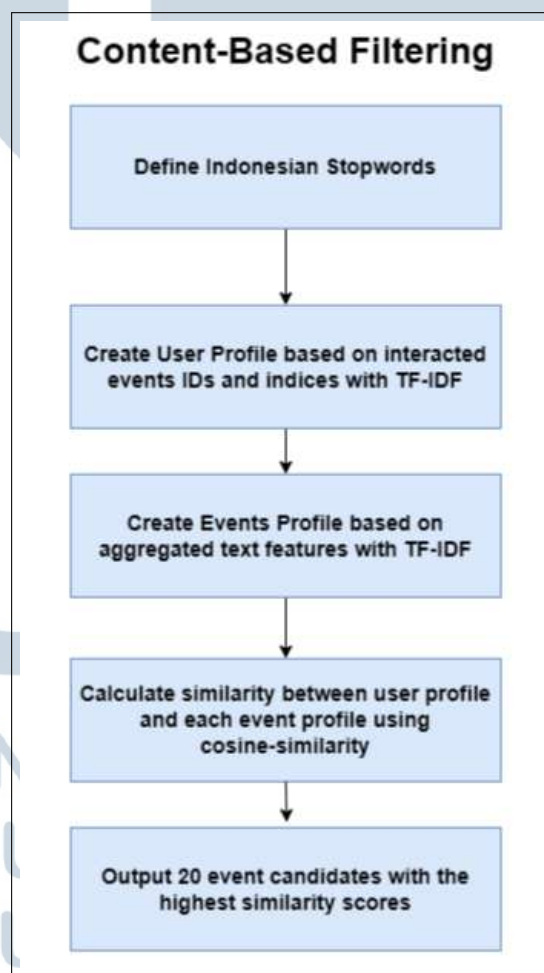 Content-Based Filtering
Define Indonesian Stopwords
Create User Profile based on interacted
events IDs and indices with TF-IDF
Create Events Profile based on
aggregated text features with TF-IDF
Calculate similarity between user profile
and each event profile using
cosine-similarity
Output 20 event candidates with the
highest similarity scores